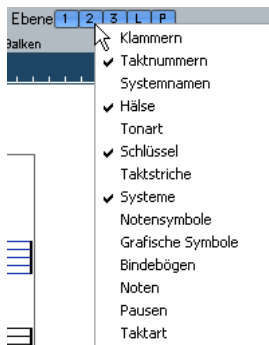 Ebene 1 2 3 L P
Balken
Klammern
Taktnummern
Systemnamen
Hälse
Tonart
Schlüssel
Taktstriche
Systeme
Notensymbole
Grafische Symbole
Bindebögen
Noten
Pausen
Taktart